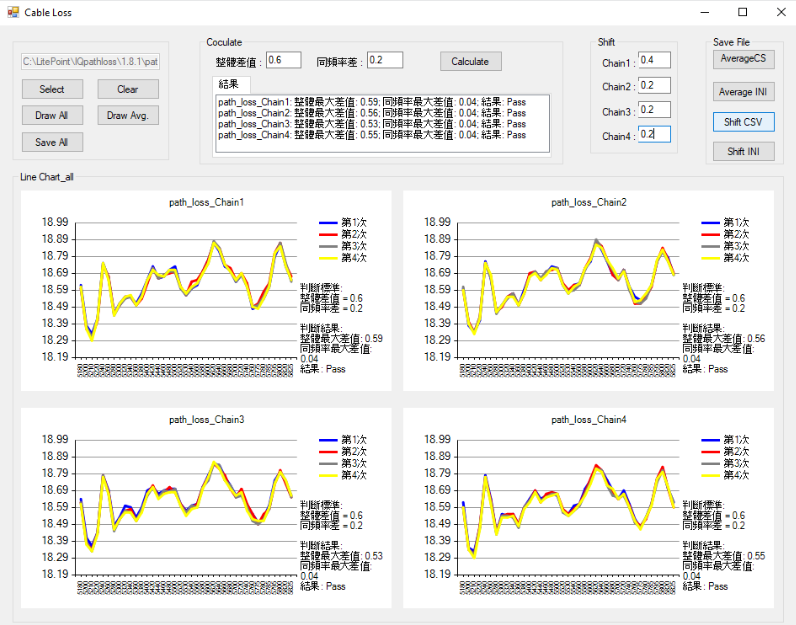 Cable Loss
C:\LitePoint\IQpathloss\1.8.1\pat
Select
Clear
Draw All
Draw Avg.
Save All
Coculate
整體差值 : 0.6
同頻率差 : 0.2
Calculate
結果
path_loss_Chain1: 整體最大差值: 0.59; 同頻率最大差值: 0.04; 結果: Pass
path_loss_Chain2: 整體最大差值: 0.56; 同頻率最大差值: 0.04; 結果: Pass
path_loss_Chain3: 整體最大差值: 0.53; 同頻率最大差值: 0.04; 結果: Pass
path_loss_Chain4: 整體最大差值: 0.55; 同頻率最大差值: 0.04; 結果: Pass
Shift
Chain1 : 0.4
Chain2 : 0.2
Chain3 : 0.2
Chain4 : 0.2
Save File
AverageCS
Average INI
Shift CSV
Shift INI
Line Chart_all
path_loss_Chain1
18.99
18.89
18.79
18.69
18.59
18.49
18.39
18.29
18.19
第1次
第2次
第3次
第4次
判斷標準:
整體差值 = 0.6
同頻率差 = 0.2
判斷結果:
整體最大差值: 0.59
同頻率最大差值:
0.04
結果 : Pass
path_loss_Chain2
18.99
18.89
18.79
18.69
18.59
18.49
18.39
18.29
18.19
第1次
第2次
第3次
第4次
判斷標準:
整體差值 = 0.6
同頻率差 = 0.2
判斷結果:
整體最大差值: 0.56
同頻率最大差值:
0.04
結果 : Pass
path_loss_Chain3
18.99
18.89
18.79
18.69
18.59
18.49
18.39
18.29
18.19
第1次
第2次
第3次
第4次
判斷標準:
整體差值 = 0.6
同頻率差 = 0.2
判斷結果:
整體最大差值: 0.53
同頻率最大差值:
0.04
結果 : Pass
path_loss_Chain4
18.99
18.89
18.79
18.69
18.59
18.49
18.39
18.29
18.19
第1次
第2次
第3次
第4次
判斷標準:
整體差值 = 0.6
同頻率差 = 0.2
判斷結果:
整體最大差值: 0.55
同頻率最大差值:
0.04
結果 : Pass